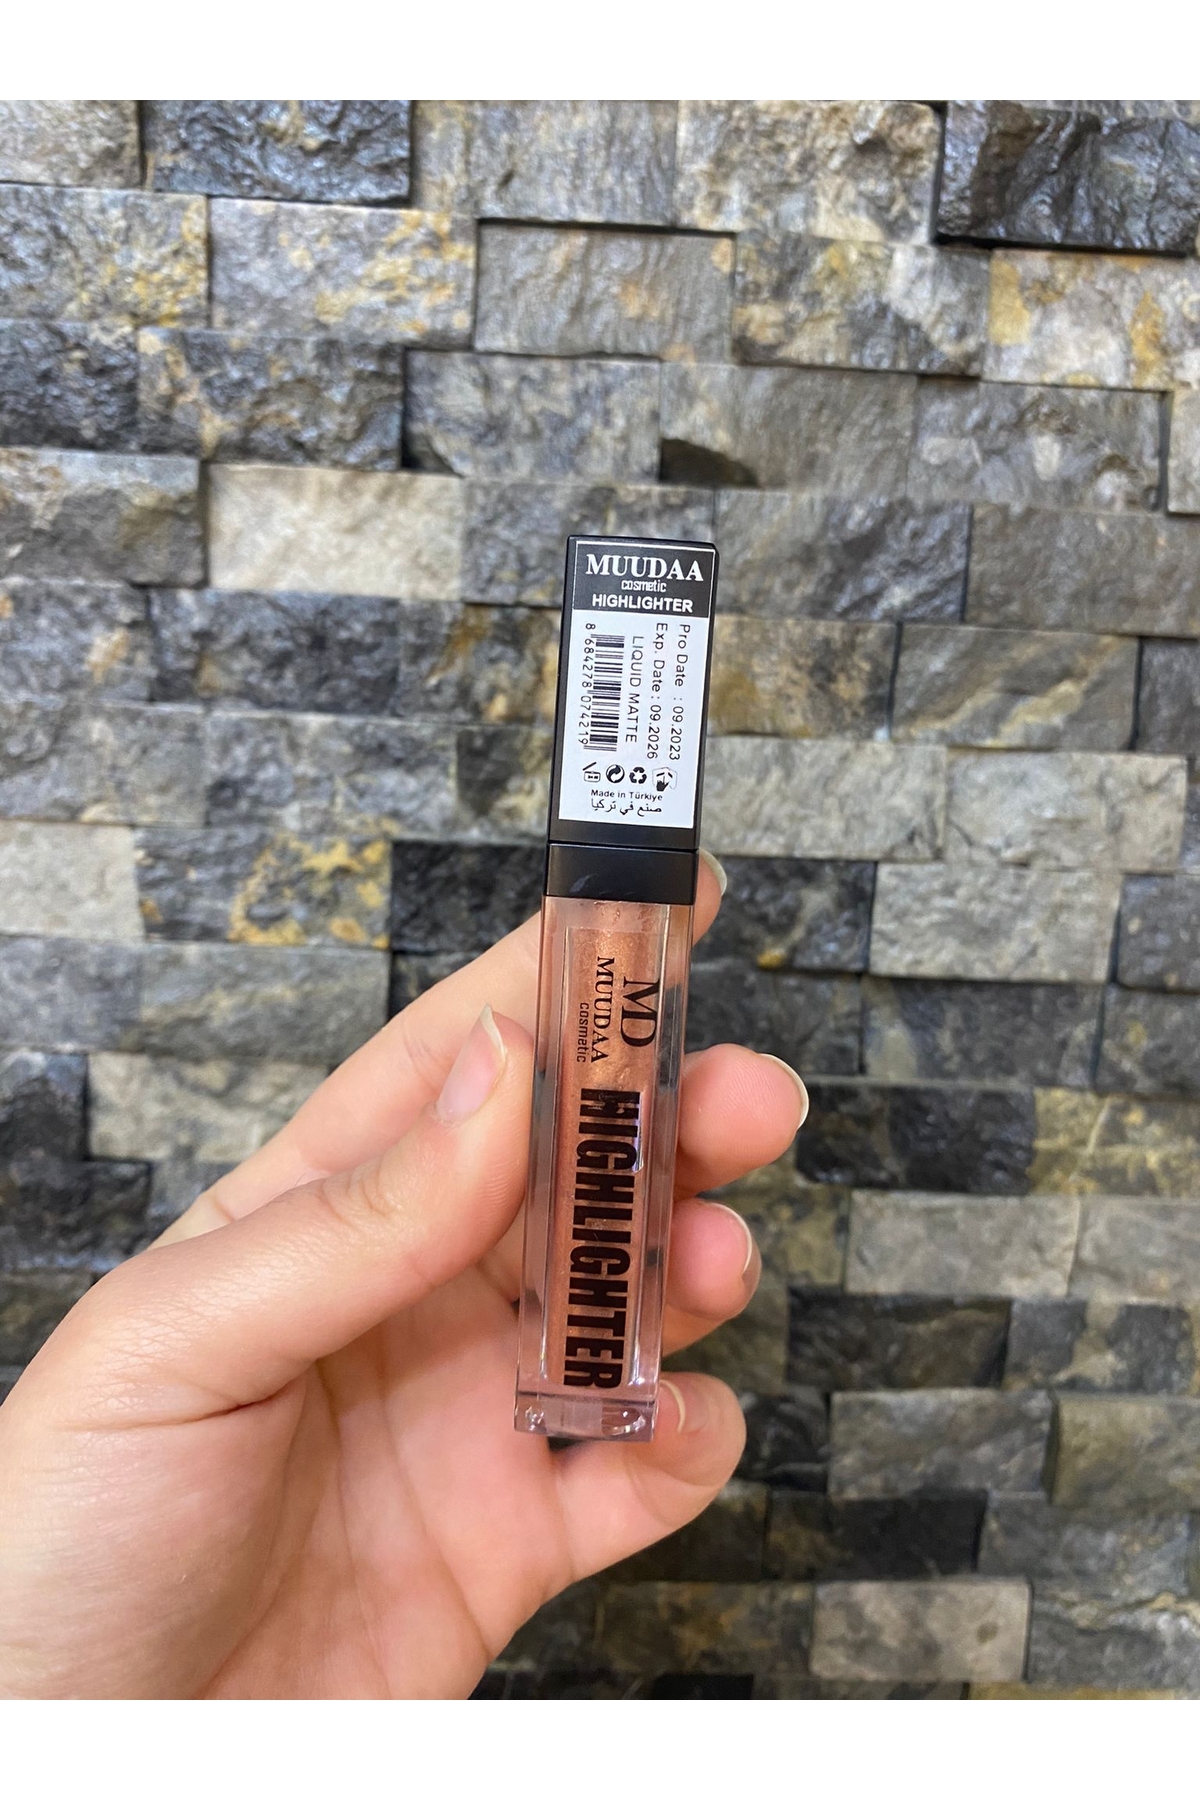 MUUDAA
cosmetic
HIGHLIGHTER
Pro Date : 09.2023
Exp. Date : 09.2026
LIQUID MATTE
8 684278 074219
Made in Türkiye
صنع في تركيا
MD
MUUDAA
cosmetic
HIGHLIGHTER